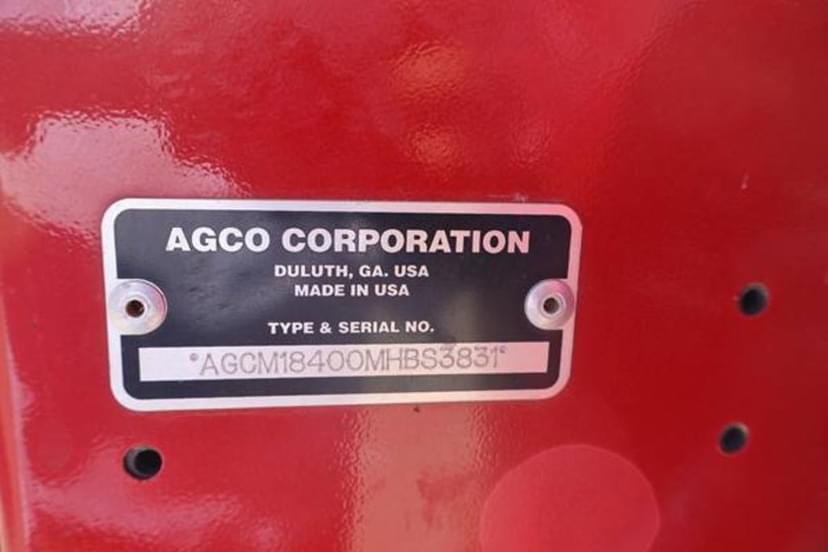 AGCO CORPORATION
DULUTH, GA. USA
MADE IN USA
TYPE & SERIAL NO.
*AGCM18400MHBS3831*